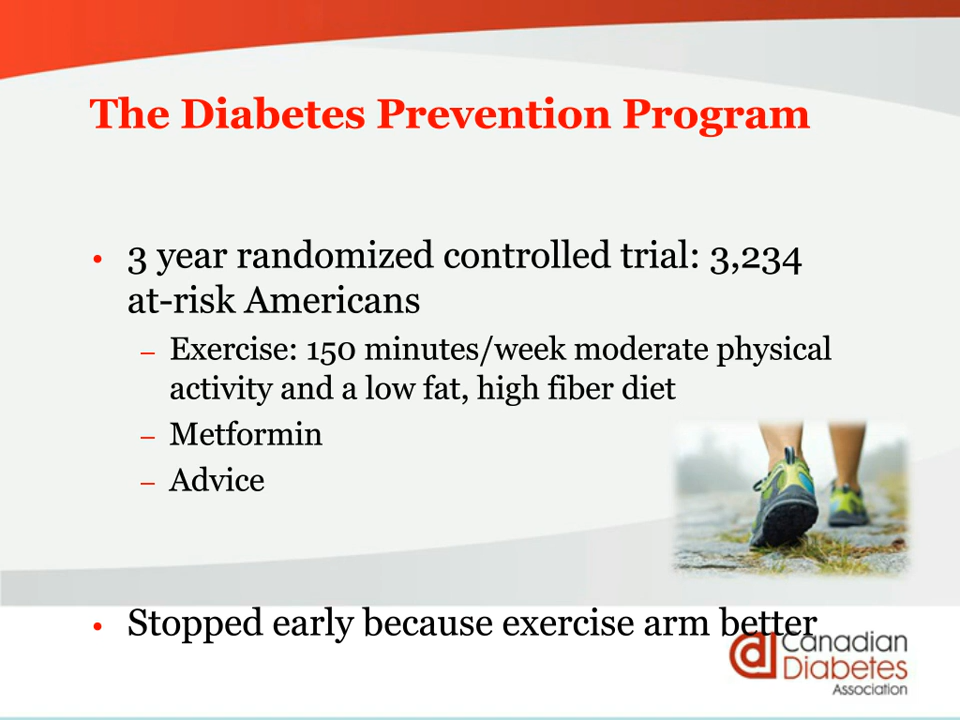 The Diabetes Prevention Program
• 3 year randomized controlled trial: 3,234
at-risk Americans
– Exercise: 150 minutes/week moderate physical
activity and a low fat, high fiber diet
– Metformin
– Advice
• Stopped early because exercise arm better
Canadian
Diabetes
Association